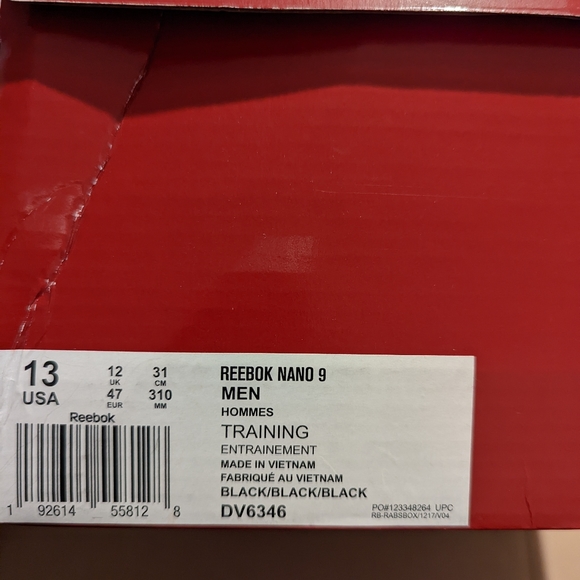 13 USA
12 UK
31 CM
47 EUR
310 MM
Reebok
1 92614 55812 8
REEBOK NANO 9
MEN
HOMMES
TRAINING
ENTRAINEMENT
MADE IN VIETNAM
FABRIQUÉ AU VIETNAM
BLACK/BLACK/BLACK
DV6346
PO#123348264 UPC
RB-RABSBOX/1217/V04